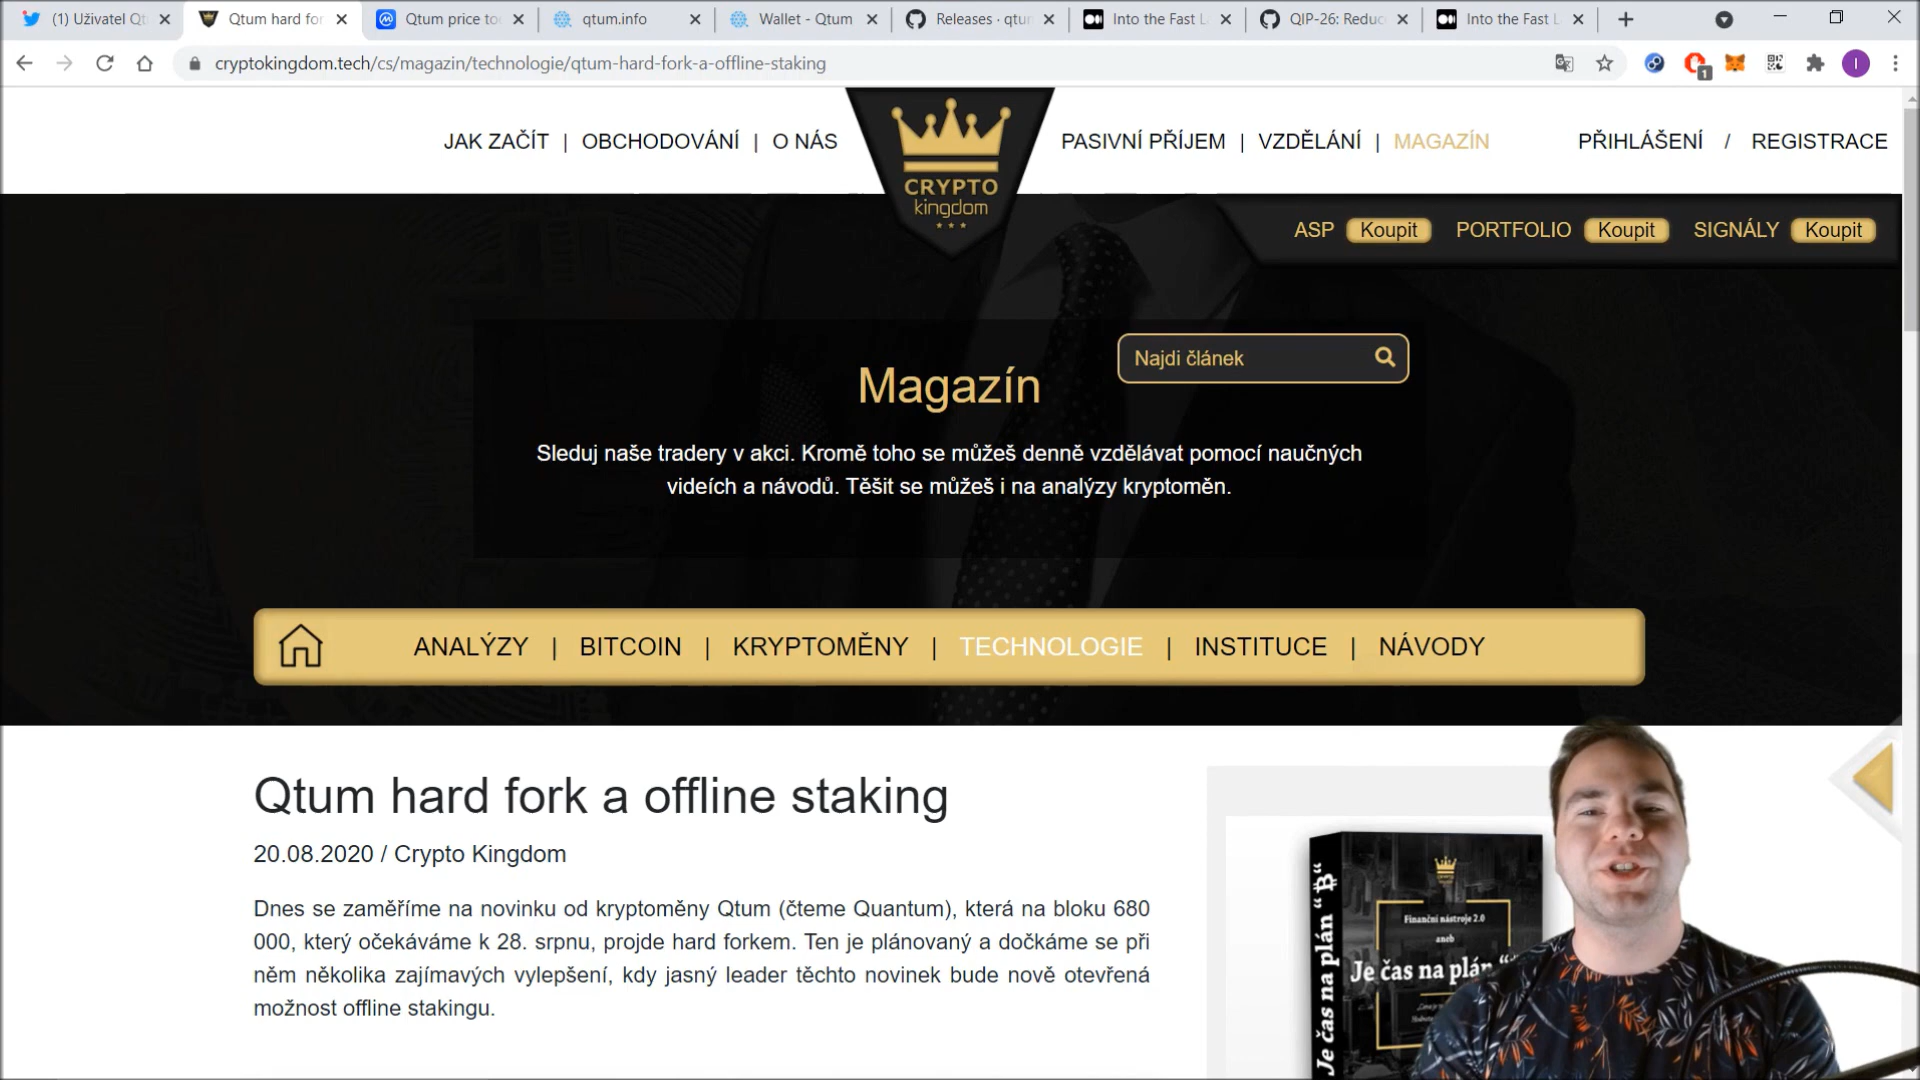 (1) Uživatel Qt
Qtum hard fo
Qtum price to
qtum.info
Wallet - Qtum
Releases · qtu
Into the Fast L
QIP-26: Reduc
Into the Fast L
cryptokingdom.tech/cs/magazin/technologie/qtum-hard-fork-a-offline-staking
1
I
JAK ZAČÍT | OBCHODOVÁNÍ | O NÁS
PASIVNÍ PŘÍJEM | VZDĚLÁNÍ | MAGAZÍN
PŘIHLÁŠENÍ / REGISTRACE
CRYPTO
kingdom
ASP Koupit PORTFOLIO Koupit SIGNÁLY Koupit
Najdi článek
Magazín
Sleduj naše tradery v akci. Kromě toho se můžeš denně vzdělávat pomocí naučných
videích a návodů. Těšit se můžeš i na analýzy kryptoměn.
ANALÝZY | BITCOIN | KRYPTOMĚNY | TECHNOLOGIE | INSTITUCE | NÁVODY
Qtum hard fork a offline staking
20.08.2020 / Crypto Kingdom
Dnes se zaměříme na novinku od kryptoměny Qtum (čteme Quantum), která na bloku 680
000, který očekáváme k 28. srpnu, projde hard forkem. Ten je plánovaný a dočkáme se při
něm několika zajímavých vylepšení, kdy jasný leader těchto novinek bude nově otevřená
možnost offline stakingu.
Finanční nástroje 2.0
aneb
Je čas na plán "
Je čas na plán "₿"